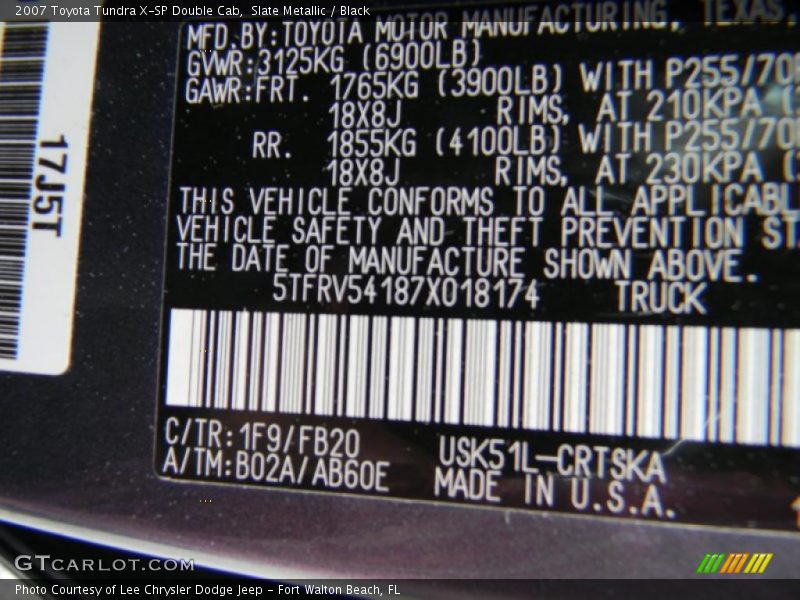 2007 Toyota Tundra X-SP Double Cab, Slate Metallic / Black
MFD.BY:TOYOTA MOTOR MANUFACTURING, TEXAS,
GVWR:3125KG (6900LB)
GAWR:FRT. 1765KG (3900LB) WITH P255/70
18X8J RIMS, AT 210KPA
RR. 1855KG (4100LB) WITH P255/70
18X8J RIMS, AT 230KPA
THIS VEHICLE CONFORMS TO ALL APPLICABL
VEHICLE SAFETY AND THEFT PREVENTION ST
THE DATE OF MANUFACTURE SHOWN ABOVE.
5TFRV54187X018174 TRUCK
C/TR:1F9/FB20
A/TM:B02A/AB60E
USK51L-CRTSKA
MADE IN U.S.A.
17J5T
GTCARLOT.COM
Photo Courtesy of Lee Chrysler Dodge Jeep - Fort Walton Beach, FL